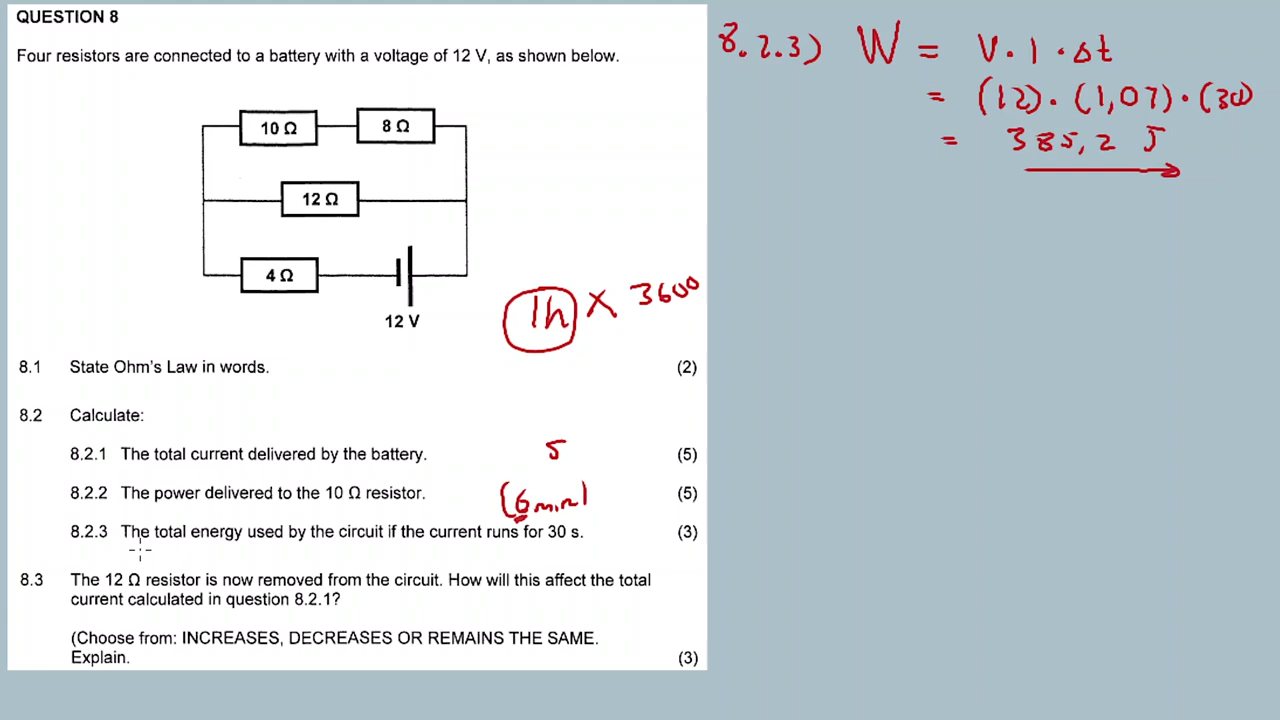 QUESTION 8
Four resistors are connected to a battery with a voltage of 12 V, as shown below.
10 Ω
8 Ω
12 Ω
4 Ω
12 V
1h × 3600
8.1 State Ohm's Law in words. (2)
8.2 Calculate:
8.2.1 The total current delivered by the battery. (5)
s
8.2.2 The power delivered to the 10 Ω resistor. (5)
(6 min)
8.2.3 The total energy used by the circuit if the current runs for 30 s. (3)
8.3 The 12 Ω resistor is now removed from the circuit. How will this affect the total
current calculated in question 8.2.1?
(Choose from: INCREASES, DECREASES OR REMAINS THE SAME.
Explain. (3)
8.2.3) W = V · I · Δt
= (12) · (1,07) · (30)
= 385,2 J